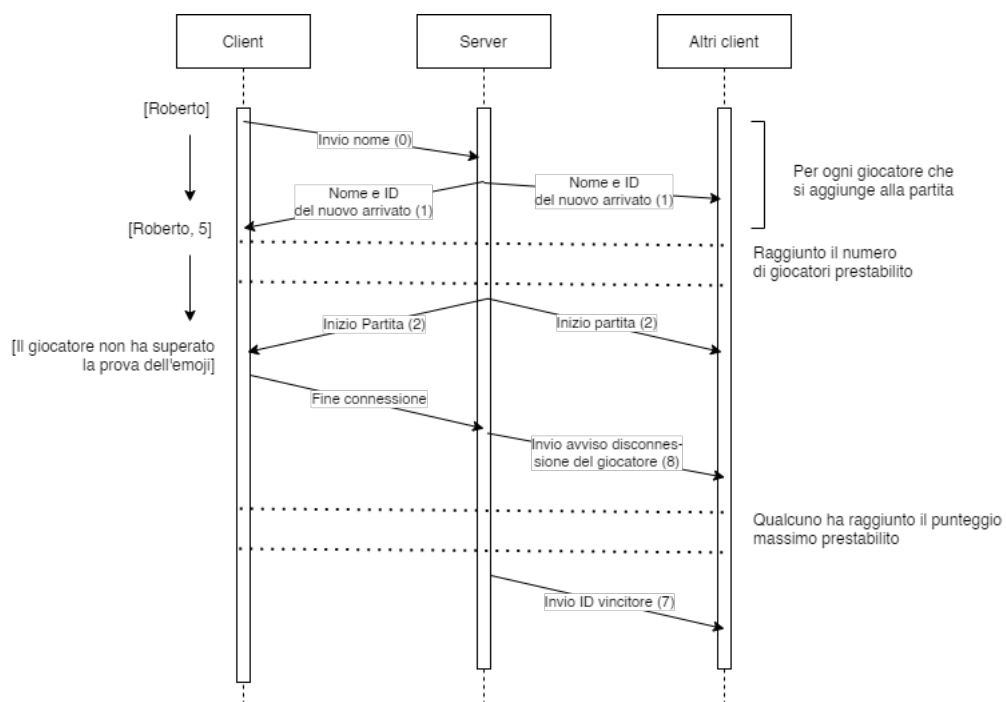 Client
Server
Altri client
[Roberto]
Invio nome (0)
Nome e ID
del nuovo arrivato (1)
Nome e ID
del nuovo arrivato (1)
Per ogni giocatore che
si aggiunge alla partita
[Roberto, 5]
Raggiunto il numero
di giocatori prestabilito
Inizio Partita (2)
Inizio partita (2)
[Il giocatore non ha superato
la prova dell'emoji]
Fine connessione
Invio avviso disconnes-
sione del giocatore (8)
Qualcuno ha raggiunto il punteggio
massimo prestabilito
Invio ID vincitore (7)